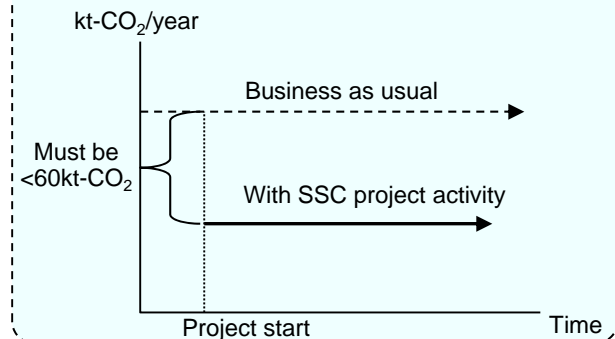 kt-CO₂/year
Business as usual
Must be
<60kt-CO₂
With SSC project activity
Project start
Time